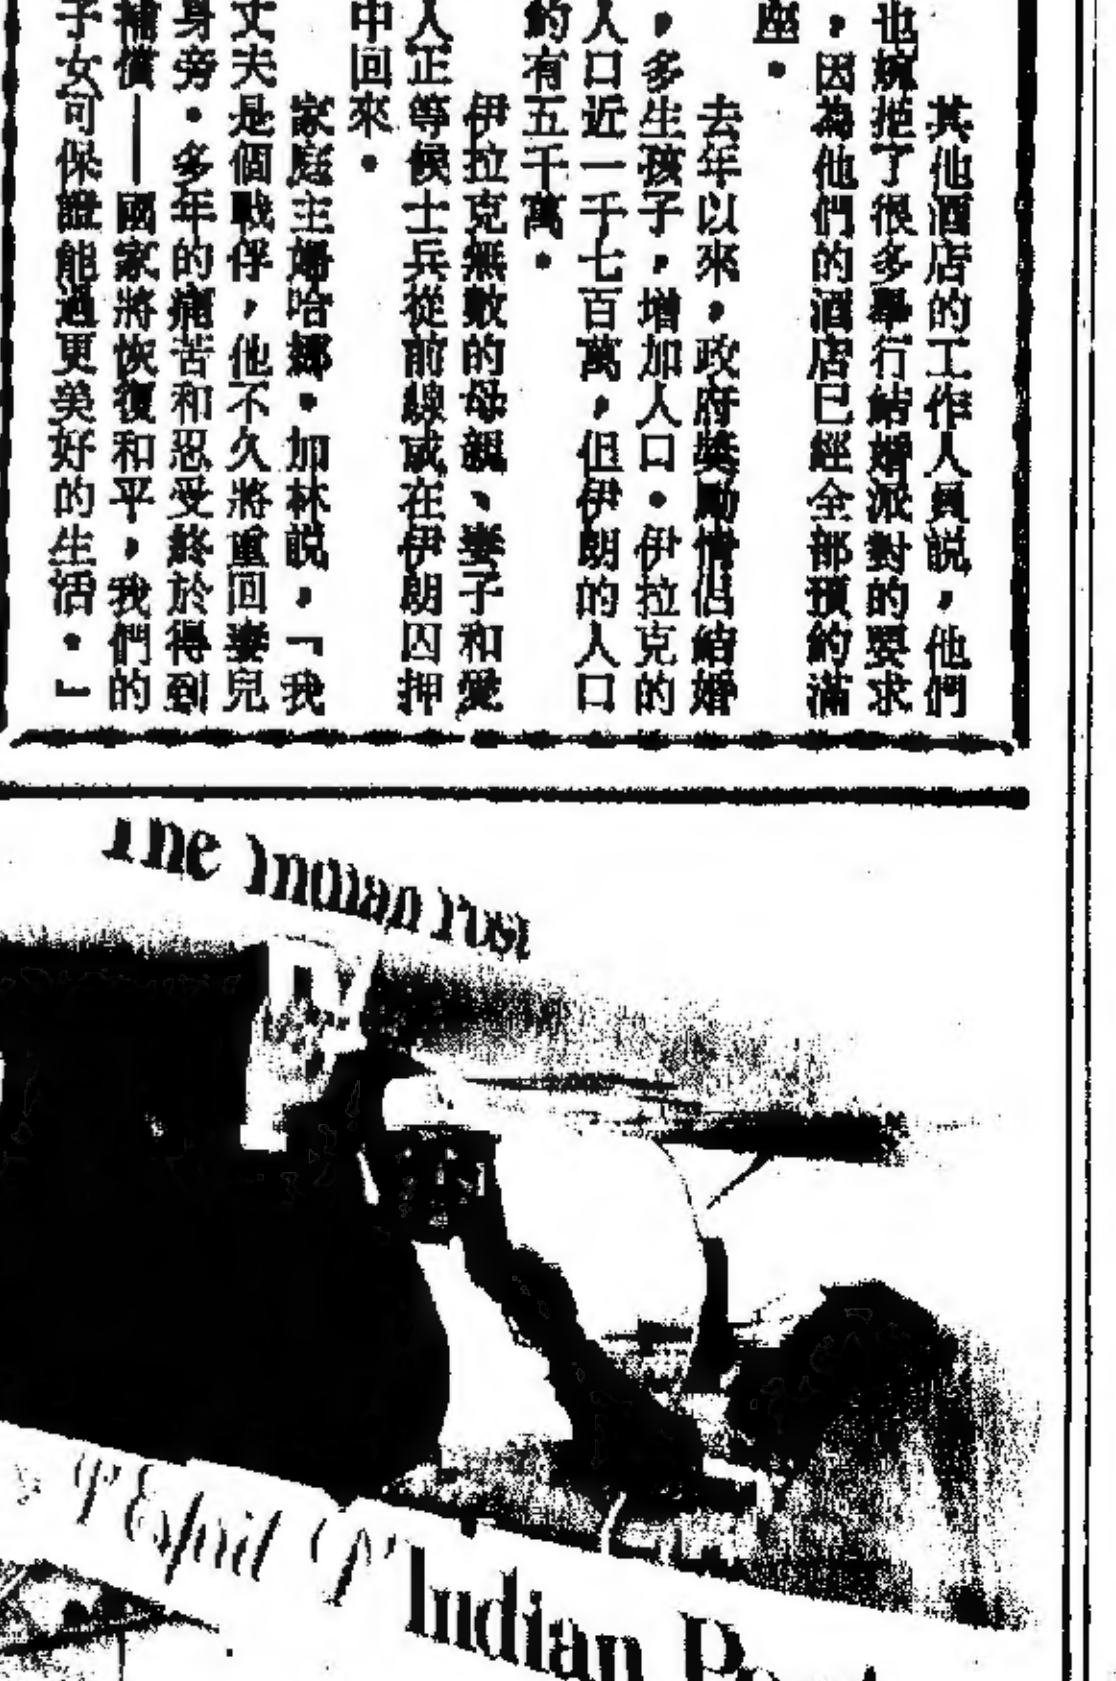 其他酒店的工作人員說，他們
也婉拒了很多舉行結婚派對的要求
，因為他們的酒店已經全部預約滿
座。
去年以來，政府獎勵情侶結婚
，多生孩子，增加人口。伊拉克的
人口近一千七百萬，但伊朗的人口
約有五千萬。
伊拉克無數的母親、妻子和愛
人正等候士兵從前線或在伊朗囚押
中回來。
家庭主婦哈娜•加林說，「我
丈夫是個戰俘，他不久將重回妻兒
身旁。多年的痛苦和忍受終於得到
補償──國家將恢復和平，我們的
子女可保證能過更美好的生活。」
The Indian Post
Indian